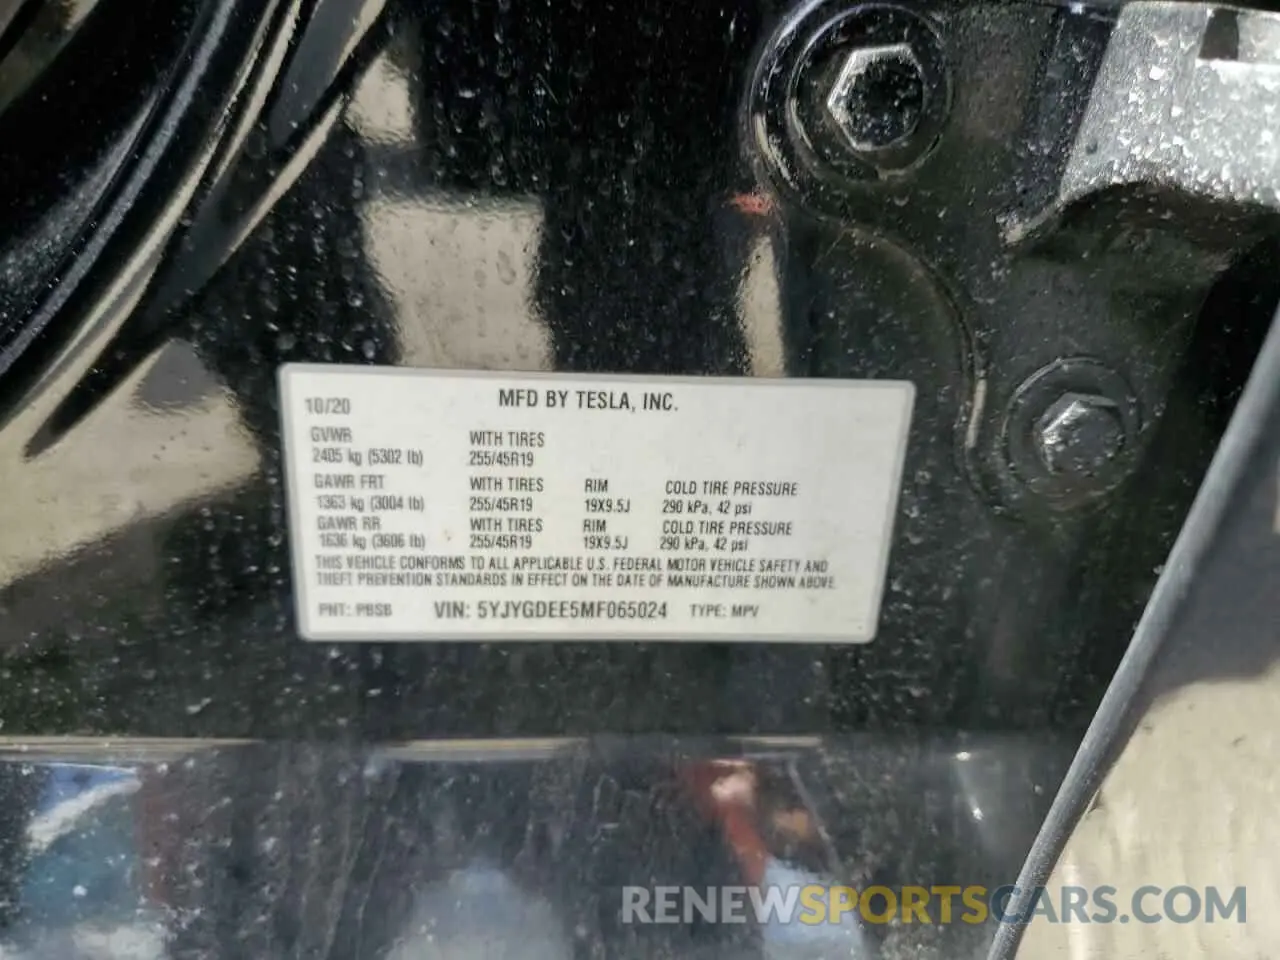 10/20 MFD BY TESLA, INC.
GVWR WITH TIRES
2405 kg (5302 lb) 255/45R19
GAWR FRT WITH TIRES RIM COLD TIRE PRESSURE
1363 kg (3004 lb) 255/45R19 19X9.5J 290 kPa, 42 psi
GAWR RR WITH TIRES RIM COLD TIRE PRESSURE
1636 kg (3606 lb) 255/45R19 19X9.5J 290 kPa, 42 psi
THIS VEHICLE CONFORMS TO ALL APPLICABLE U.S. FEDERAL MOTOR VEHICLE SAFETY AND
THEFT PREVENTION STANDARDS IN EFFECT ON THE DATE OF MANUFACTURE SHOWN ABOVE.
PNT: PBSB VIN: 5YJYGDEE5MF065024 TYPE: MPV
RENEWSPORTSCARS.COM